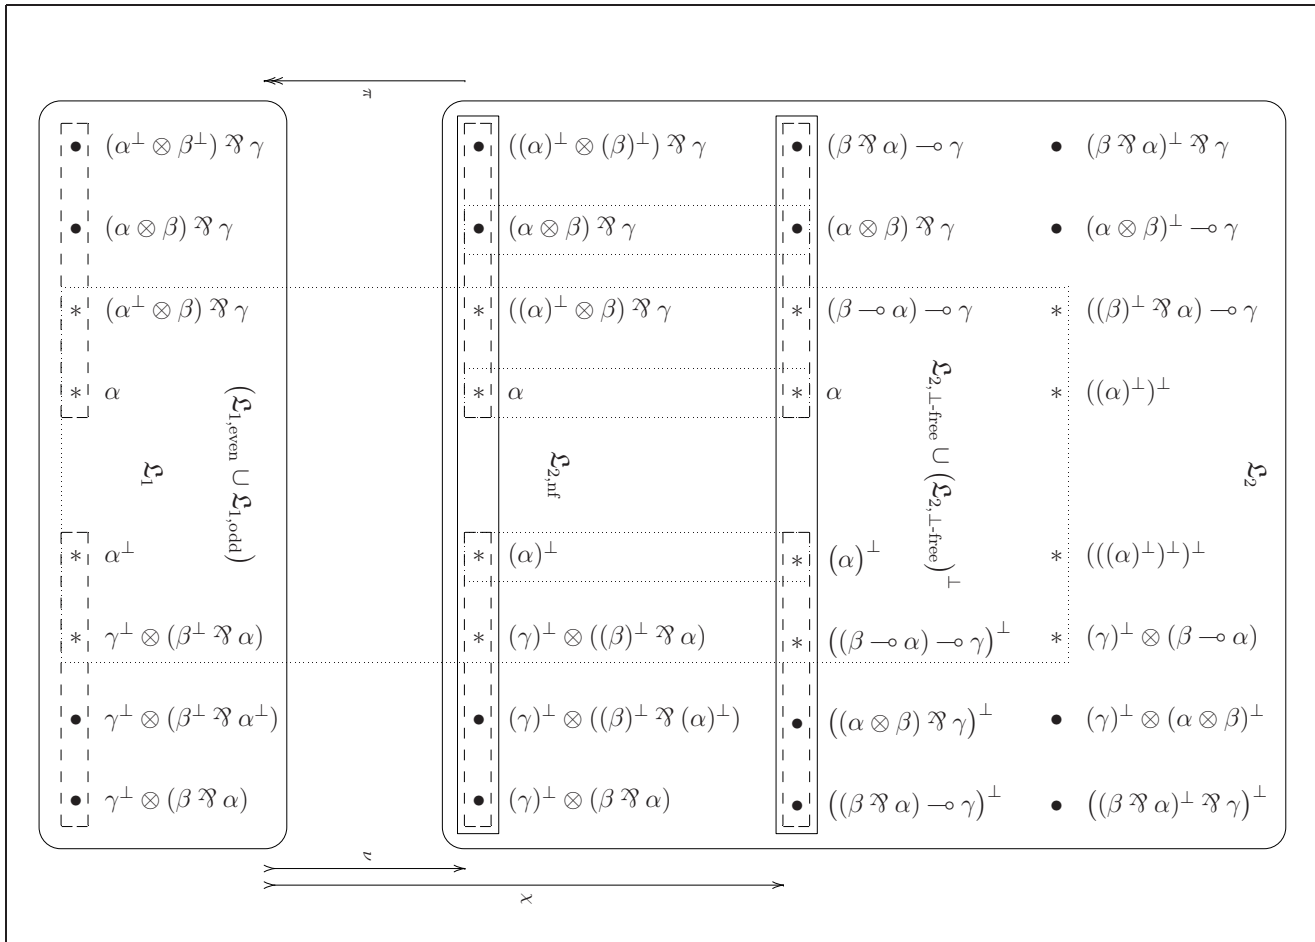 π
• (α^⊥ ⊗ β^⊥) ⅋ γ • ((α)^⊥ ⊗ (β)^⊥) ⅋ γ • (β ⅋ α) ⊸ γ • (β ⅋ α)^⊥ ⅋ γ
• (α ⊗ β) ⅋ γ • (α ⊗ β) ⅋ γ • (α ⊗ β) ⅋ γ • (α ⊗ β)^⊥ ⊸ γ
* (α^⊥ ⊗ β) ⅋ γ * ((α)^⊥ ⊗ β) ⅋ γ * (β ⊸ α) ⊸ γ * ((β)^⊥ ⅋ α) ⊸ γ
* α * α * α * ((α)^⊥)^⊥
𝕷_1 (𝕷_{1,even} ∪ 𝕷_{1,odd}) 𝕷_{2,nf} 𝕷_{2,⊥-free} ∪ (𝕷_{2,⊥-free})^⊥ 𝕷_2
* α^⊥ * (α)^⊥ * (α)^⊥ * (((α)^⊥)^⊥)^⊥
* γ^⊥ ⊗ (β^⊥ ⅋ α) * (γ)^⊥ ⊗ ((β)^⊥ ⅋ α) * ((β ⊸ α) ⊸ γ)^⊥ * (γ)^⊥ ⊗ (β ⊸ α)
• γ^⊥ ⊗ (β^⊥ ⅋ α^⊥) • (γ)^⊥ ⊗ ((β)^⊥ ⅋ (α)^⊥) • ((α ⊗ β) ⅋ γ)^⊥ • (γ)^⊥ ⊗ (α ⊗ β)^⊥
• γ^⊥ ⊗ (β ⅋ α) • (γ)^⊥ ⊗ (β ⅋ α) • ((β ⅋ α) ⊸ γ)^⊥ • ((β ⅋ α)^⊥ ⅋ γ)^⊥
ν
χ